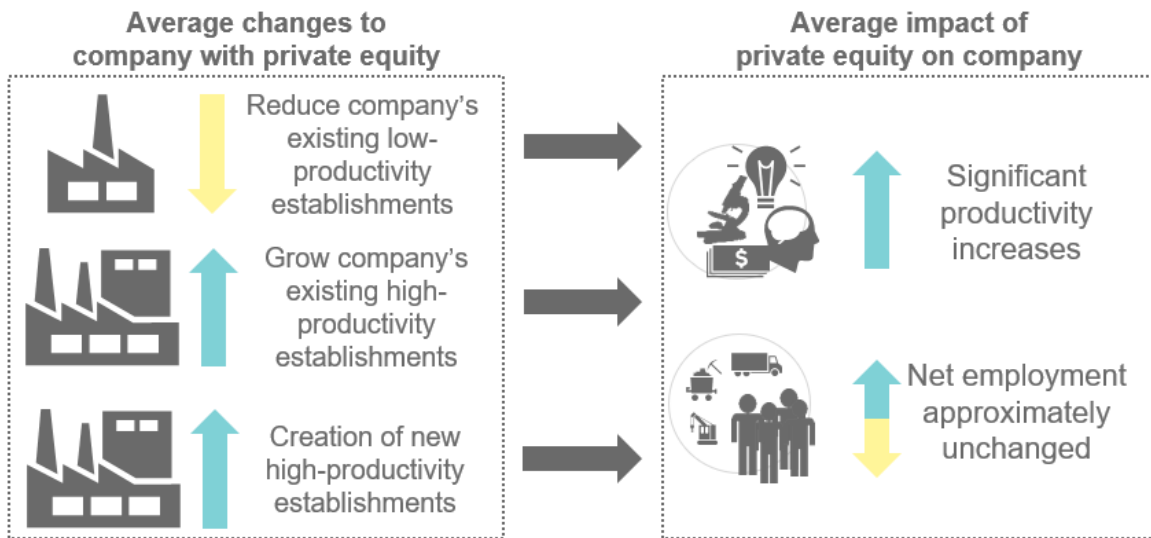 Average changes to
company with private equity
Reduce company's
existing low-
productivity
establishments
Grow company's
existing high-
productivity
establishments
Creation of new
high-productivity
establishments
Average impact of
private equity on company
$
Significant
productivity
increases
Net employment
approximately
unchanged